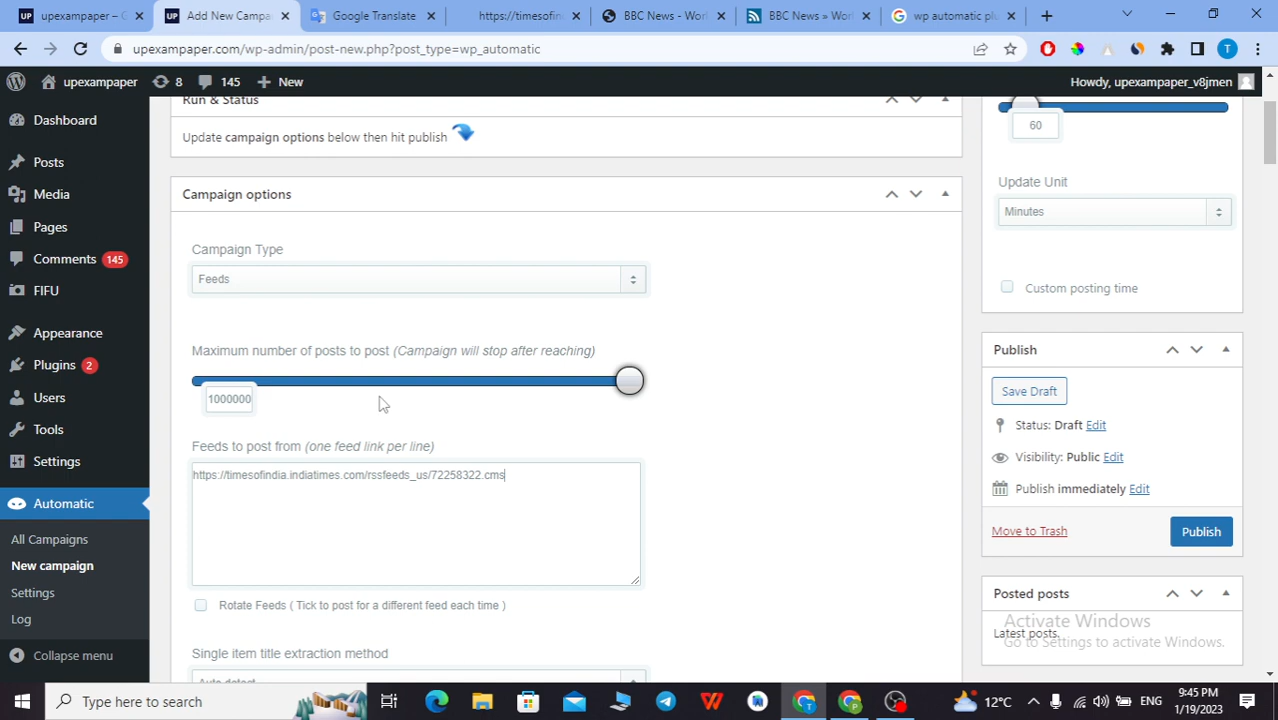 upexampaper – G
Add New Campa
Google Translate
https://timesofin
BBC News - Worl
BBC News » Worl
wp automatic plu
upexampaper.com/wp-admin/post-new.php?post_type=wp_automatic
T
upexampaper
8
145
New
Howdy, upexampaper_v8jmen
Dashboard
Posts
Media
Pages
Comments 145
FIFU
Appearance
Plugins 2
Users
Tools
Settings
Automatic
All Campaigns
New campaign
Settings
Log
Collapse menu
Run & Status
Update campaign options below then hit publish
Campaign options
Campaign Type
Feeds
Maximum number of posts to post (Campaign will stop after reaching)
1000000
Feeds to post from (one feed link per line)
https://timesofindia.indiatimes.com/rssfeeds_us/72258322.cms
Rotate Feeds ( Tick to post for a different feed each time )
Single item title extraction method
Auto detect
60
Update Unit
Minutes
Custom posting time
Publish
Save Draft
Status: Draft Edit
Visibility: Public Edit
Publish immediately Edit
Move to Trash
Publish
Posted posts
Latest posts.
Activate Windows
Go to Settings to activate Windows.
Type here to search
12°C
ENG
9:45 PM
1/19/2023